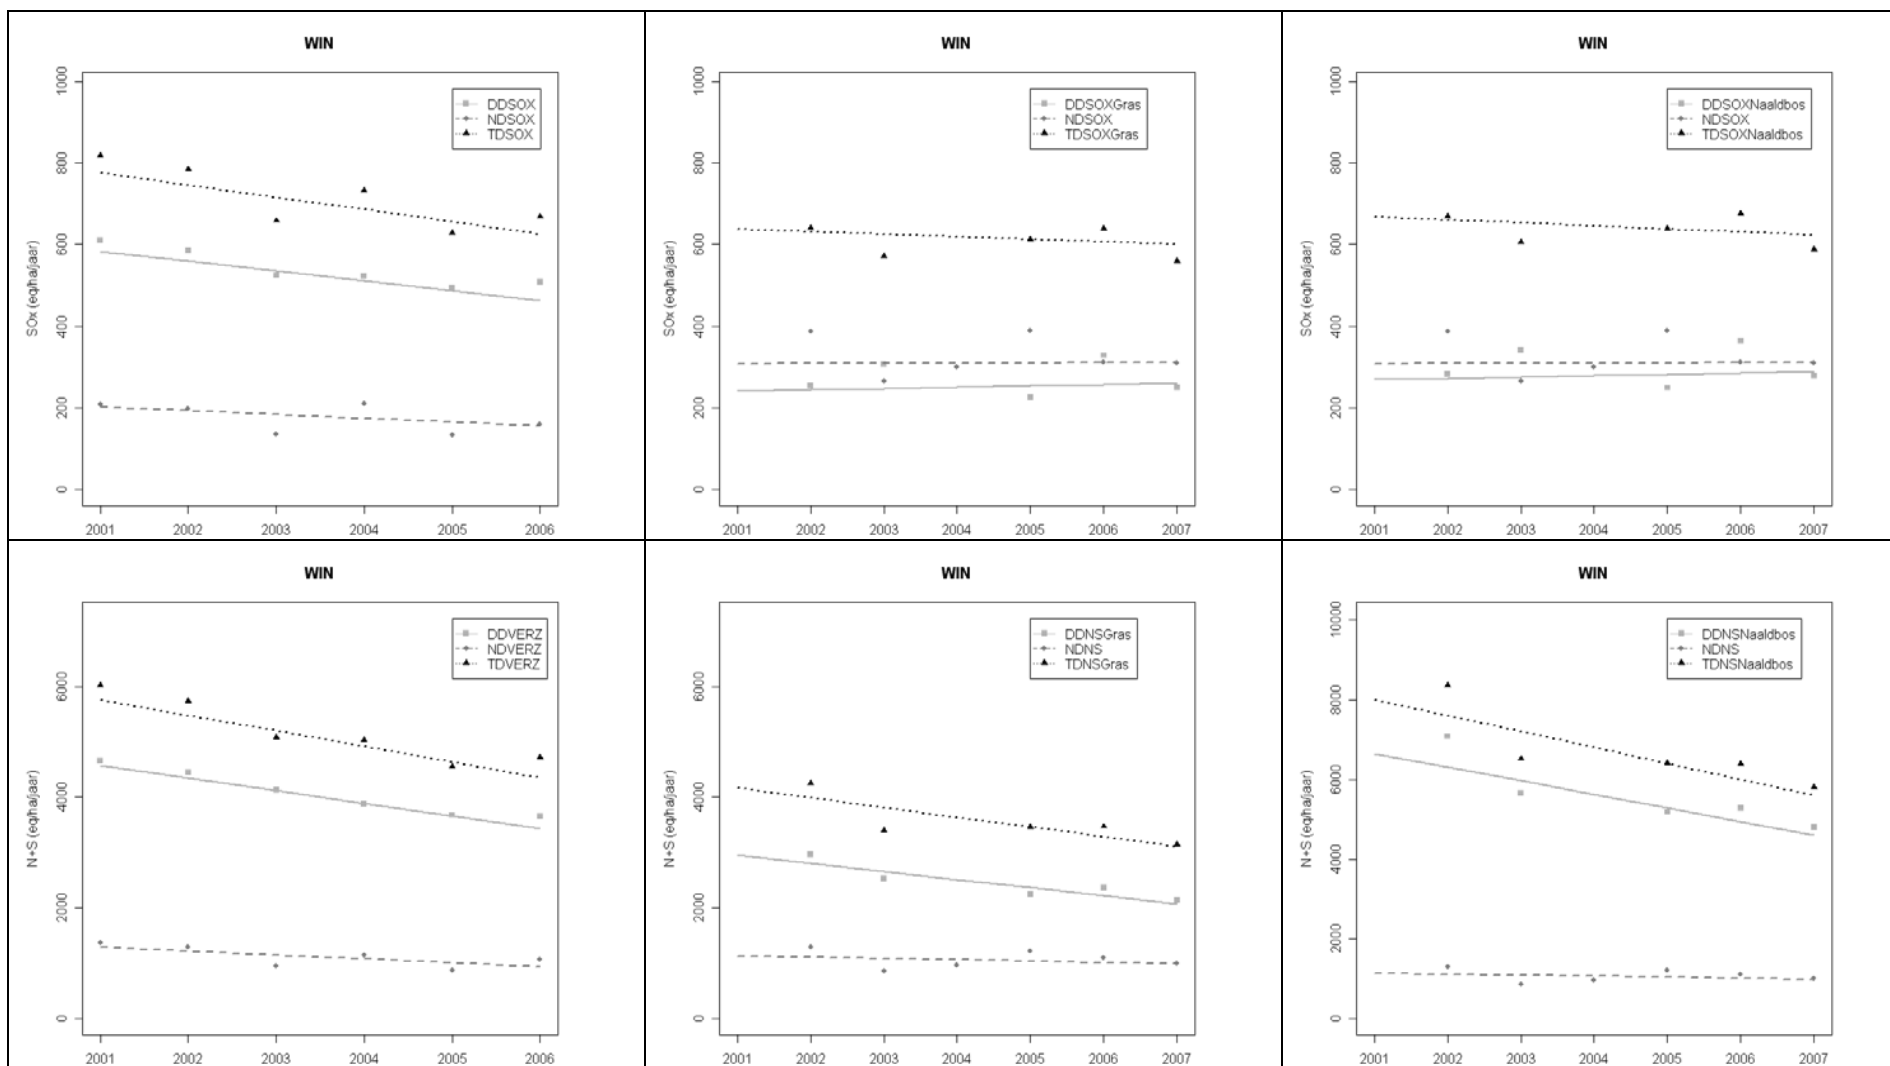 WIN
SOx (eq/ha/jaar)
1000
800
600
400
200
0
DDSOX
NDSOX
TDSOX
2001 2002 2003 2004 2005 2006
WIN
SOx (eq/ha/jaar)
1000
800
600
400
200
0
DDSOXGras
NDSOX
TDSOXGras
2001 2002 2003 2004 2005 2006 2007
WIN
SOx (eq/ha/jaar)
1000
800
600
400
200
0
DDSOXNaaldbos
NDSOX
TDSOXNaaldbos
2001 2002 2003 2004 2005 2006 2007
WIN
N+S (eq/ha/jaar)
6000
4000
2000
0
DDVERZ
NDVERZ
TDVERZ
2001 2002 2003 2004 2005 2006
WIN
N+S (eq/ha/jaar)
6000
4000
2000
0
DDNSGras
NDNS
TDNSGras
2001 2002 2003 2004 2005 2006 2007
WIN
N+S (eq/ha/jaar)
10000
8000
6000
4000
2000
0
DDNSNaaldbos
NDNS
TDNSNaaldbos
2001 2002 2003 2004 2005 2006 2007